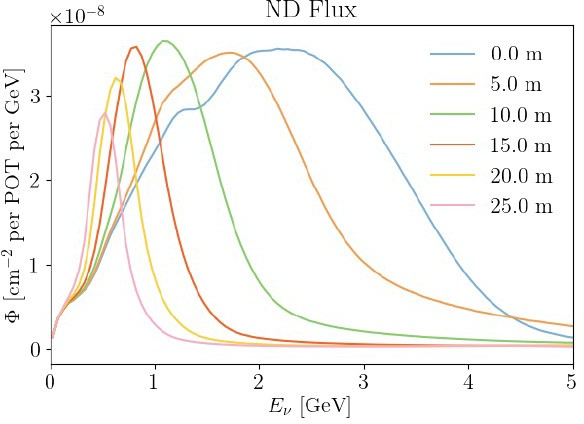 ND Flux
×10⁻⁸
Φ [cm⁻² per POT per GeV]
3
2
1
0
0 1 2 3 4 5
E_ν [GeV]
0.0 m
5.0 m
10.0 m
15.0 m
20.0 m
25.0 m